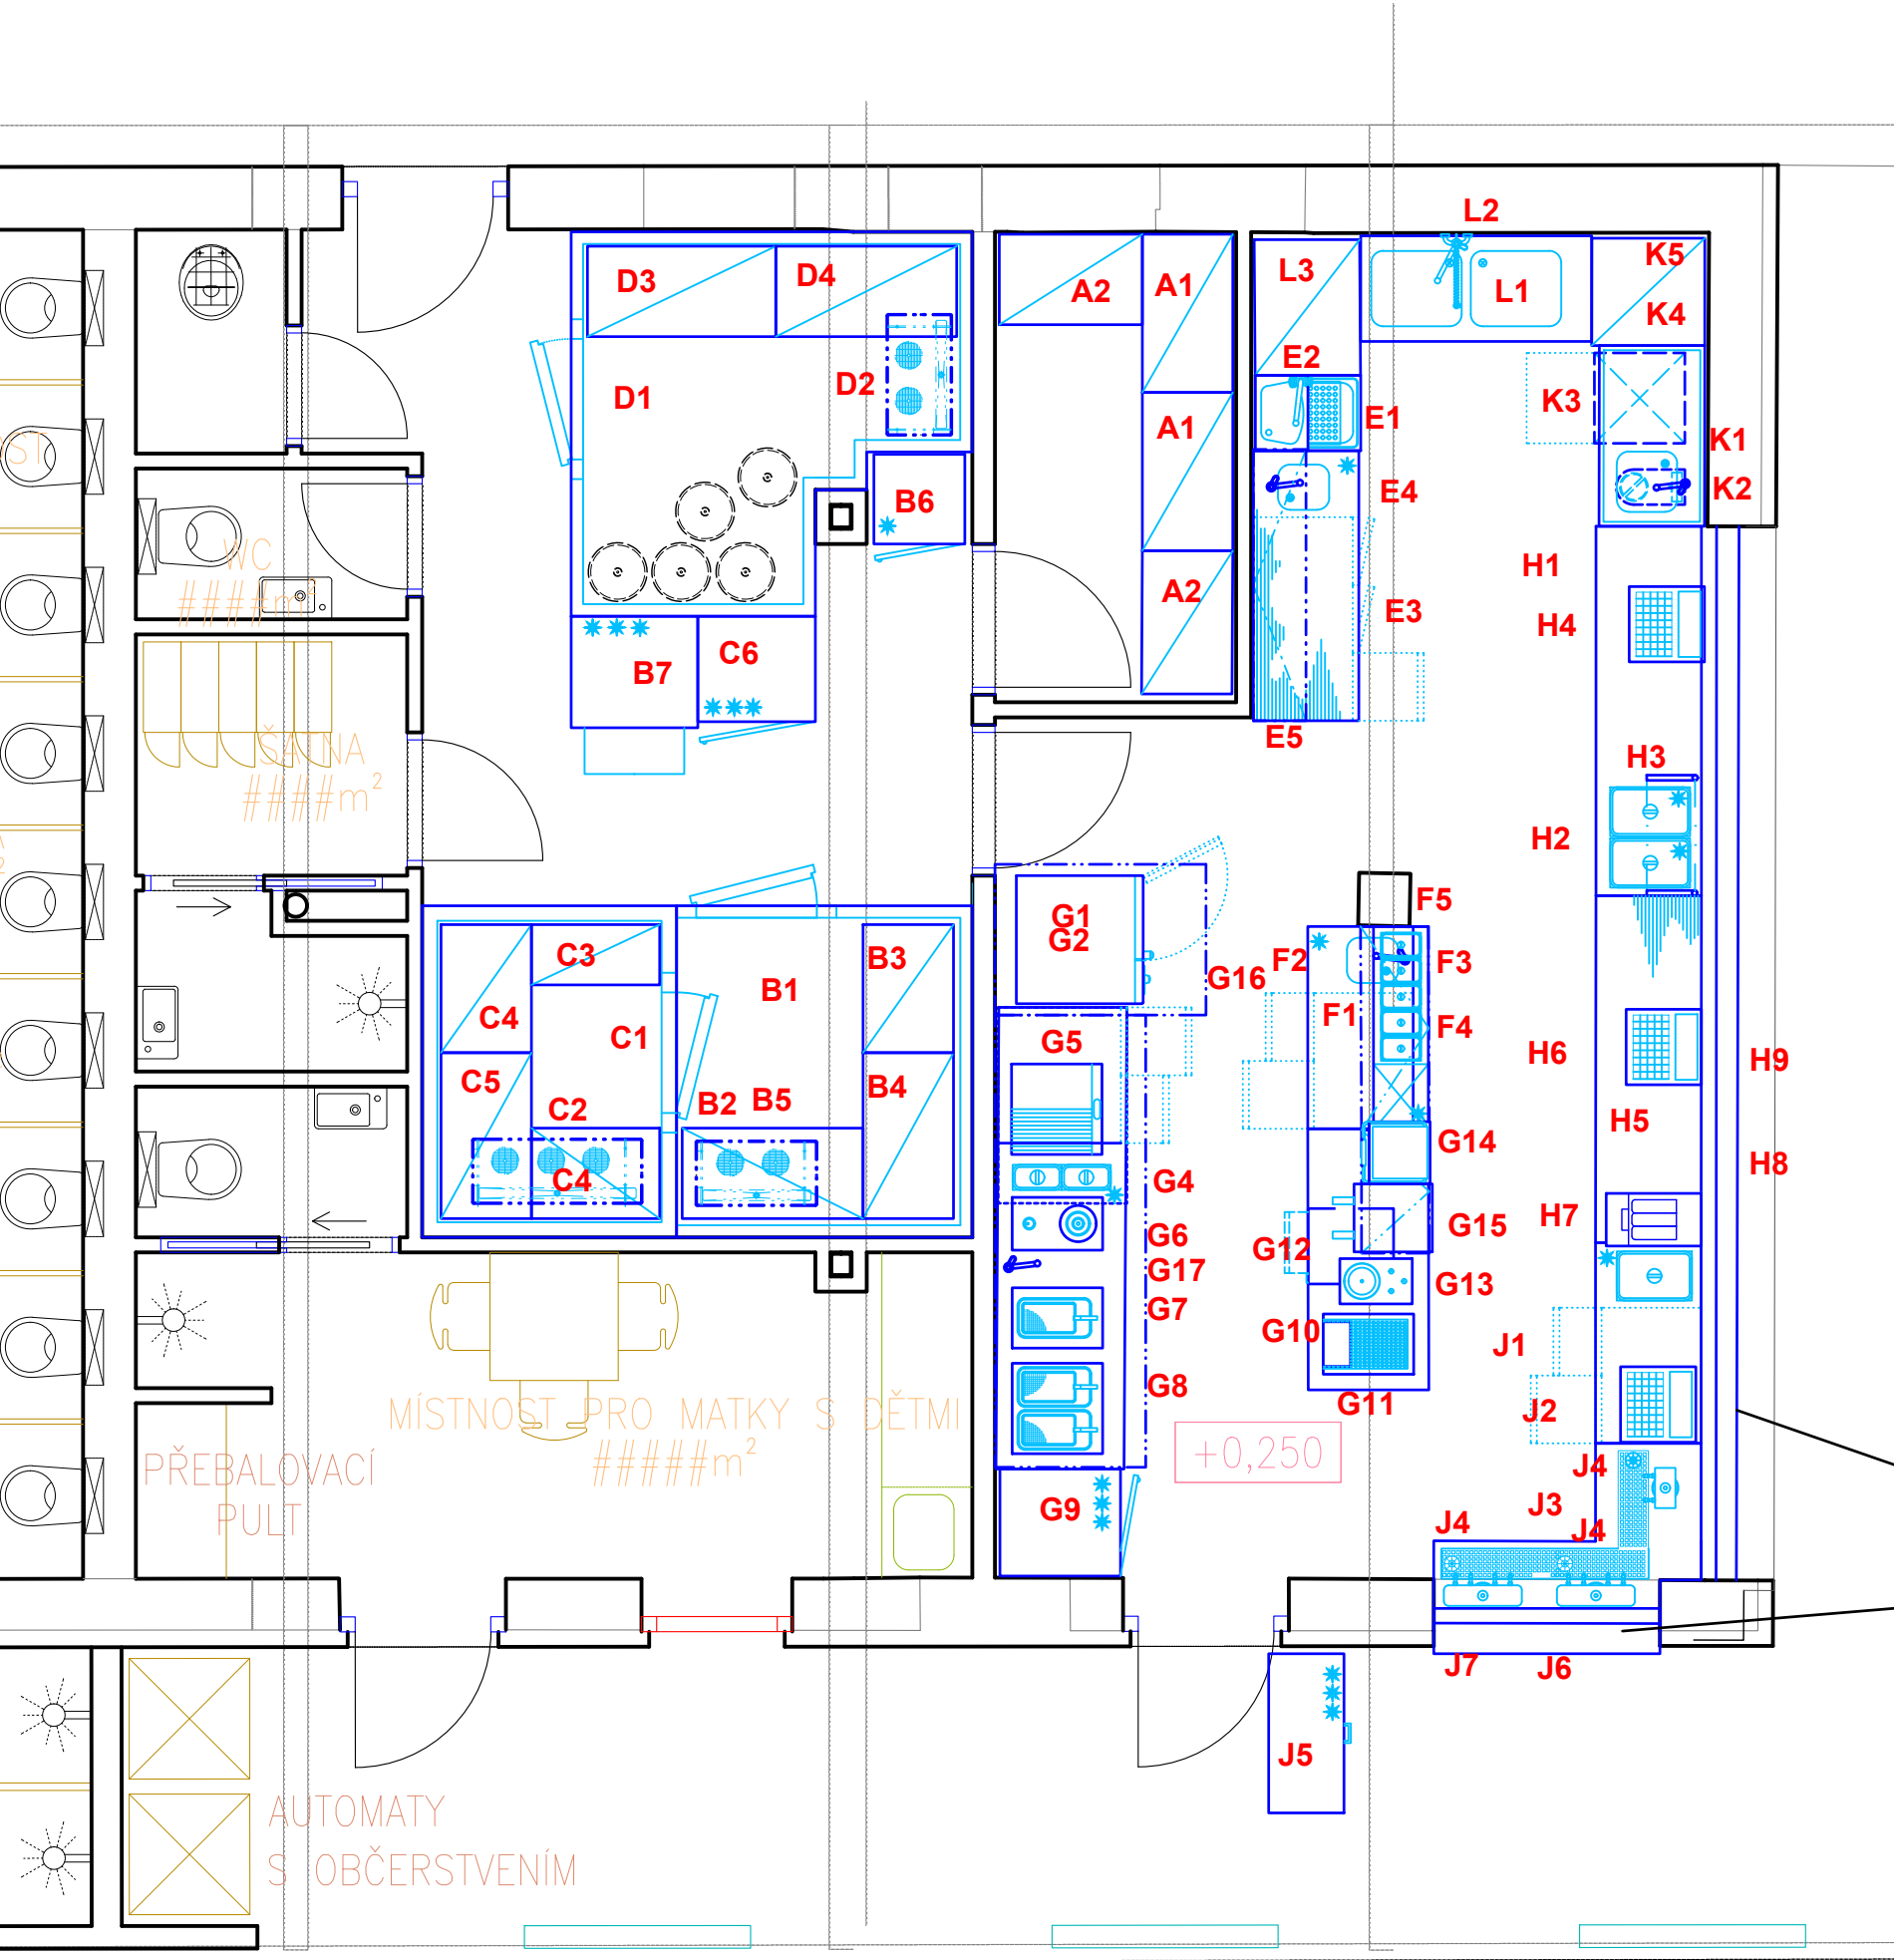 L2
D3
D4
A2
A1
L3
L1
K5
K4
E2
D1
D2
A1
E1
K3
K1
K2
B6
E4
WC
####m²
H1
A2
E3
H4
B7
C6
ŠATNA
####m²
E5
H3
H2
F5
G1
G2
C3
B3
B1
F2
F3
G16
C4
C1
F1
F4
G5
H6
H9
C5
C2
B2
B5
B4
H5
G14
H8
C4
G4
H7
G15
G6
G12
G17
G13
G7
G10
J1
G8
G11
J2
MÍSTNOST PRO MATKY S DĚTMI
#####m²
PŘEBALOVACÍ
PULT
+0,250
J4
G9
J3
J4
J4
J7
J6
J5
AUTOMATY
S OBČERSTVENÍM